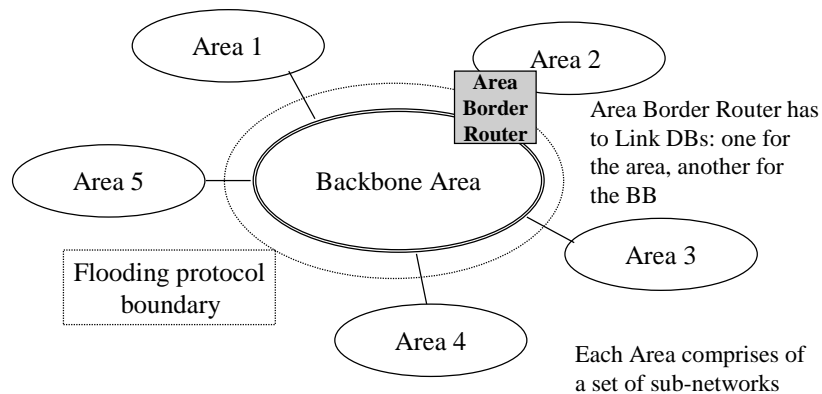 Area 1
Area 2
Area
Border
Router
Area Border Router has
to Link DBs: one for
the area, another for
the BB
Area 5
Backbone Area
Area 3
Flooding protocol
boundary
Area 4
Each Area comprises of
a set of sub-networks